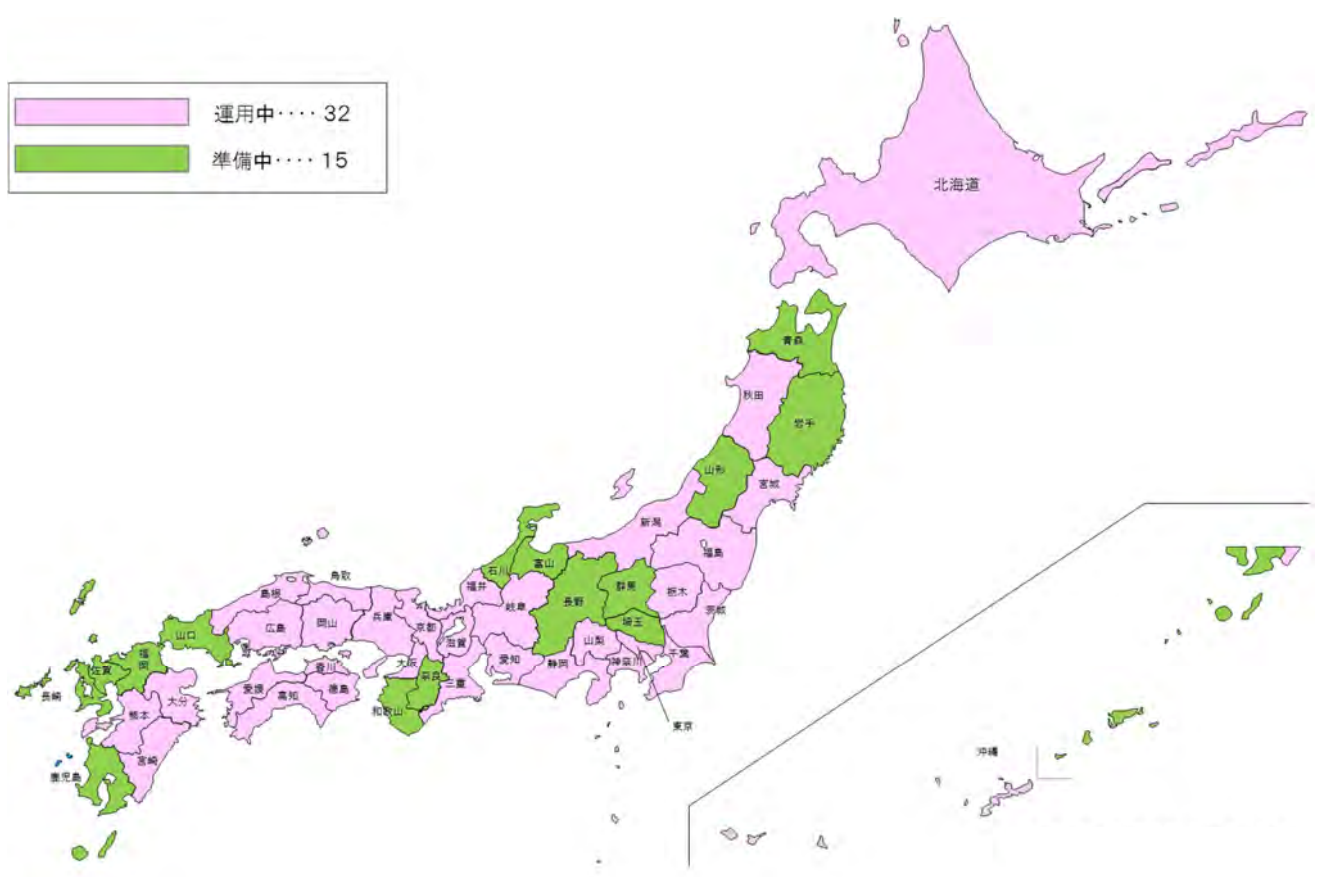 運用中････32
準備中････15
北海道
青森
秋田
岩手
山形
宮城
新潟
福島
石川
富山
群馬
栃木
茨城
福井
岐阜
長野
埼玉
鳥取
島根
兵庫
京都
滋賀
山梨
広島
岡山
山口
大阪
愛知
静岡
神奈川
千葉
福岡
佐賀
香川
奈良
三重
愛媛
高知
徳島
長崎
大分
熊本
和歌山
東京
宮崎
鹿児島
沖縄